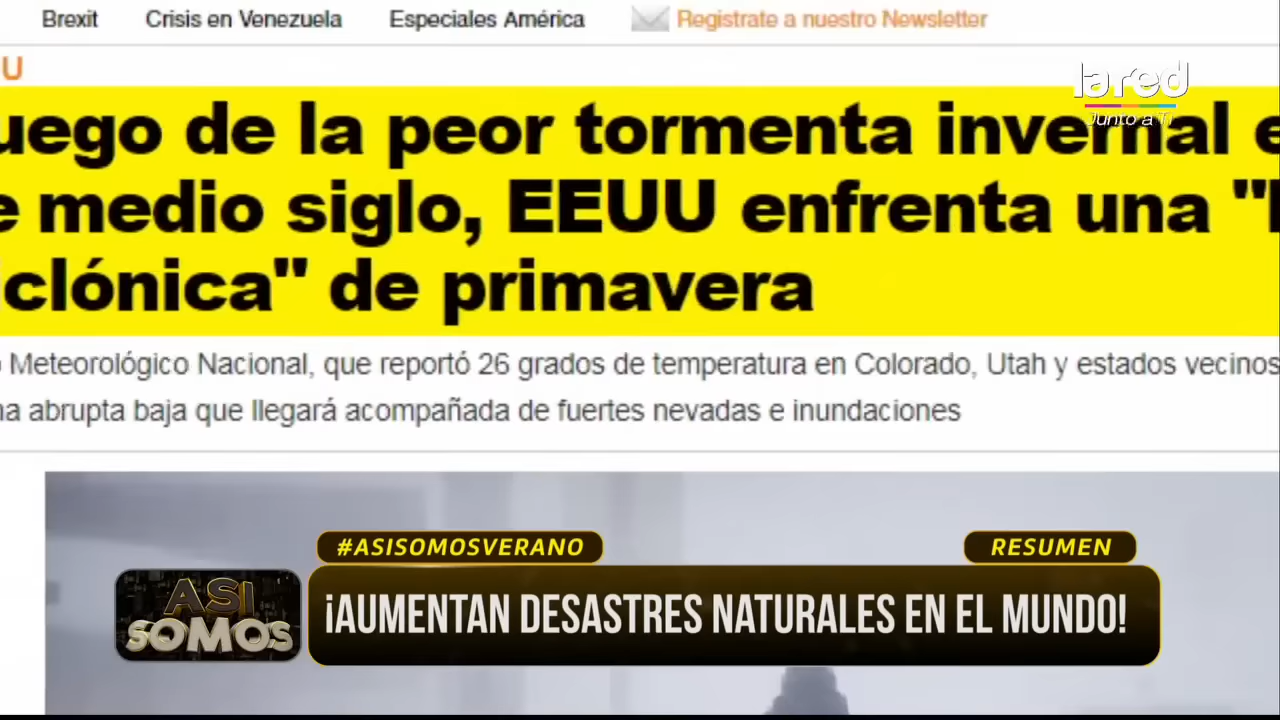 Brexit Crisis en Venezuela Especiales América Registrate a nuestro Newsletter
U
lared
Junto a Ti
uego de la peor tormenta invernal e
e medio siglo, EEUU enfrenta una "
iclónica" de primavera
o Meteorológico Nacional, que reportó 26 grados de temperatura en Colorado, Utah y estados vecinos
na abrupta baja que llegará acompañada de fuertes nevadas e inundaciones
#ASISOMOSVERANO RESUMEN
ASI
SOMOS
¡AUMENTAN DESASTRES NATURALES EN EL MUNDO!